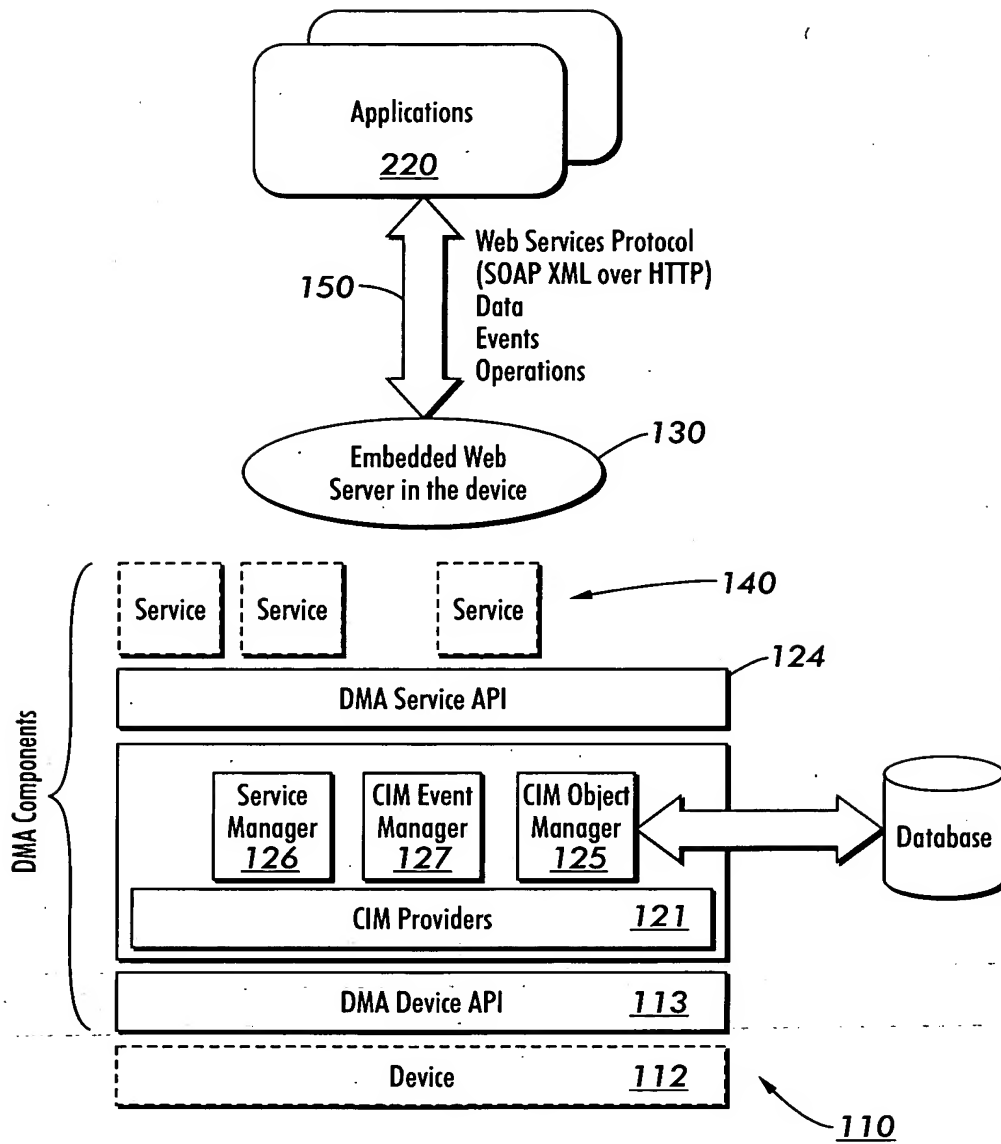 Applications
220
150
Web Services Protocol
(SOAP XML over HTTP)
Data
Events
Operations
Embedded Web
Server in the device
130
DMA Components
Service
Service
Service
140
DMA Service API
124
Service
Manager
126
CIM Event
Manager
127
CIM Object
Manager
125
Database
CIM Providers
121
DMA Device API
113
Device
112
110